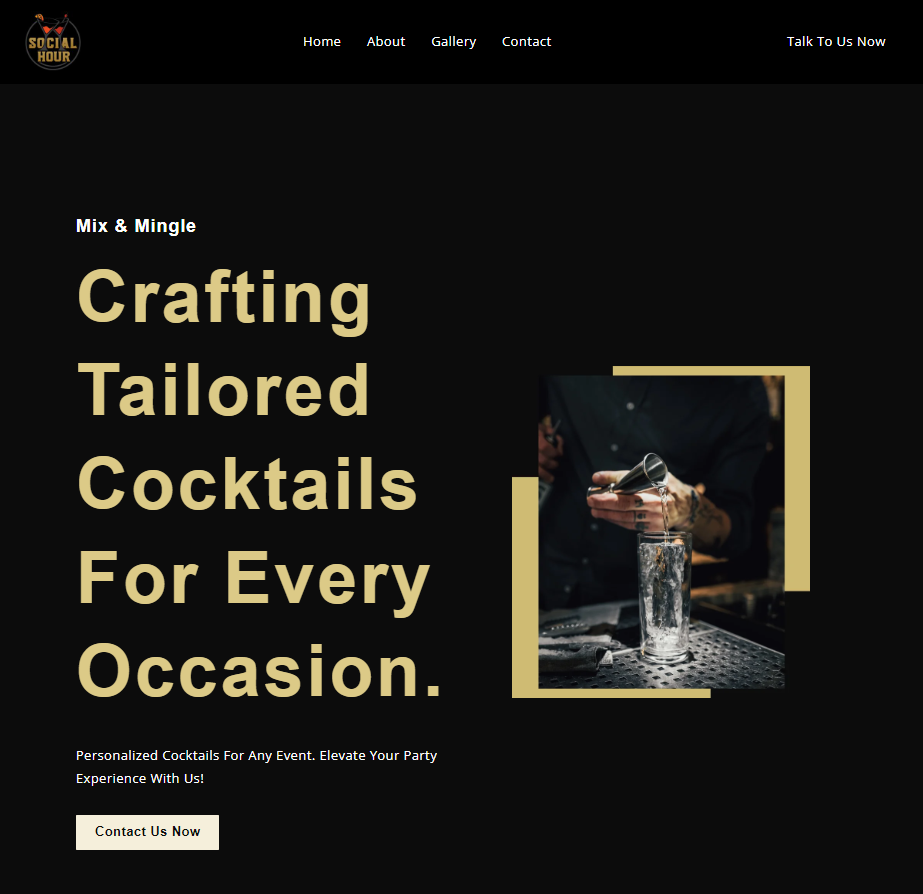 SOCIAL
HOUR
Home About Gallery Contact Talk To Us Now
Mix & Mingle
Crafting
Tailored
Cocktails
For Every
Occasion.
Personalized Cocktails For Any Event. Elevate Your Party
Experience With Us!
Contact Us Now